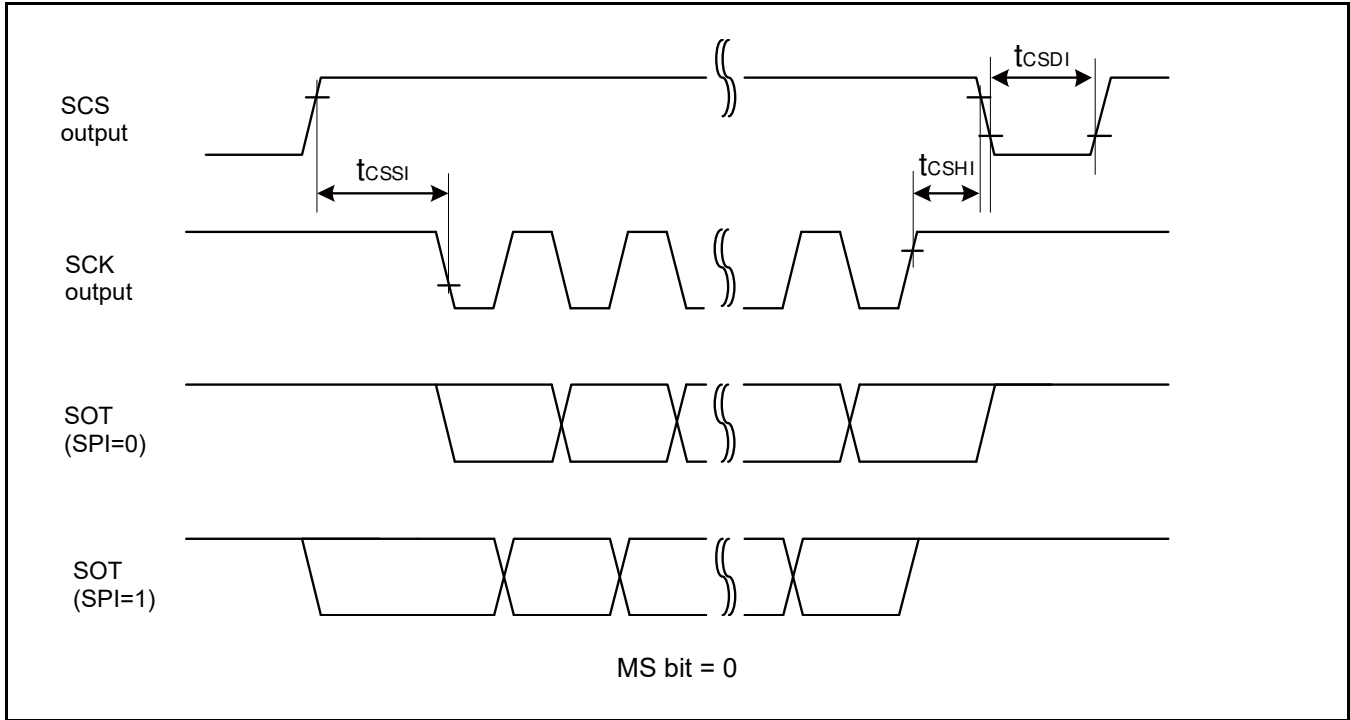 tCSDI
SCS
output
tCSSI
tCSHI
SCK
output
SOT
(SPI=0)
SOT
(SPI=1)
MS bit = 0